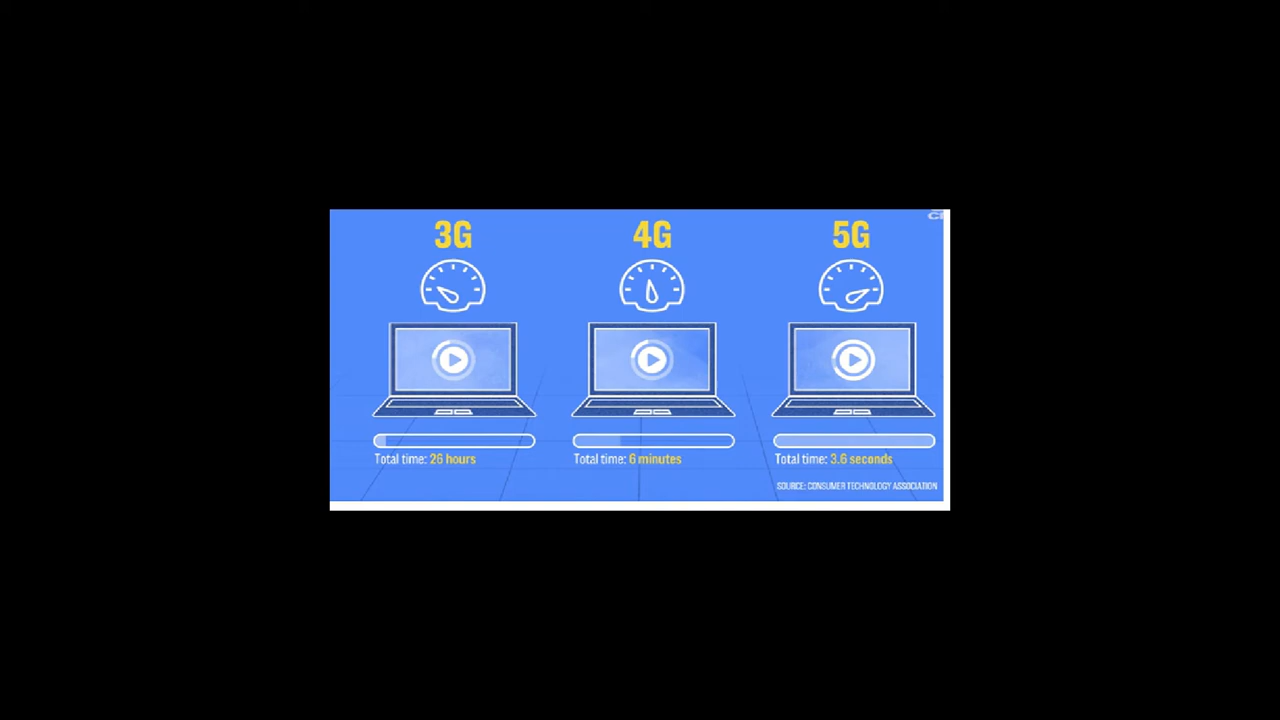 3G
4G
5G
Total time: 26 hours
Total time: 6 minutes
Total time: 3.6 seconds
SOURCE: CONSUMER TECHNOLOGY ASSOCIATION